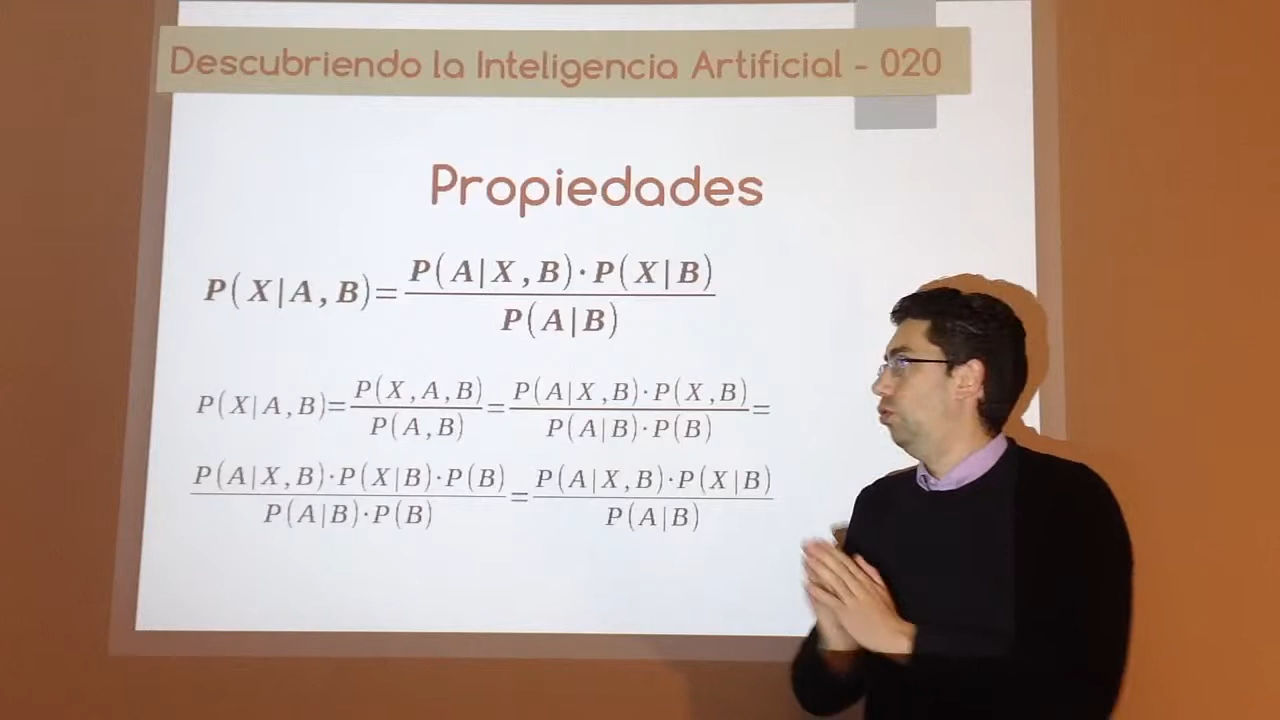 Descubriendo la Inteligencia Artificial - 020
Propiedades
P(X|A,B)=P(A|X,B)·P(X|B)/P(A|B)
P(X|A,B)=P(X,A,B)/P(A,B)=P(A|X,B)·P(X,B)/P(A|B)·P(B)=
P(A|X,B)·P(X|B)·P(B)/P(A|B)·P(B)=P(A|X,B)·P(X|B)/P(A|B)